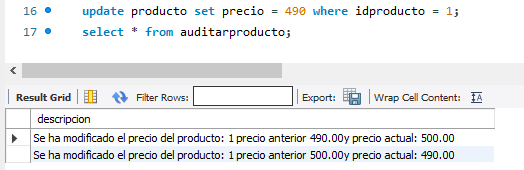 16 update producto set precio = 490 where idproducto = 1;
17 select * from auditarproducto;
Result Grid Filter Rows: Export: Wrap Cell Content: IA
descripcion
Se ha modificado el precio del producto: 1 precio anterior 490.00y precio actual: 500.00
Se ha modificado el precio del producto: 1 precio anterior 500.00y precio actual: 490.00